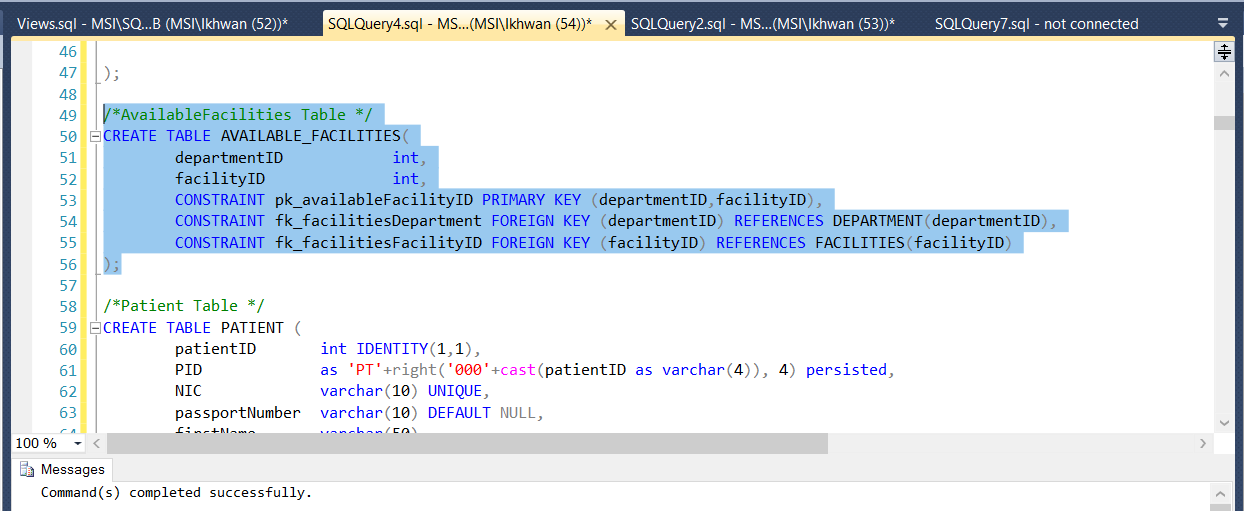 Views.sql - MSI\SQ...B (MSI\Ikhwan (52))*
SQLQuery4.sql - MS...(MSI\Ikhwan (54))*
SQLQuery2.sql - MS...(MSI\Ikhwan (53))*
SQLQuery7.sql - not connected
46
47 );
48
49 /*AvailableFacilities Table */
50 CREATE TABLE AVAILABLE_FACILITIES(
51 departmentID int,
52 facilityID int,
53 CONSTRAINT pk_availableFacilityID PRIMARY KEY (departmentID,facilityID),
54 CONSTRAINT fk_facilitiesDepartment FOREIGN KEY (departmentID) REFERENCES DEPARTMENT(departmentID),
55 CONSTRAINT fk_facilitiesFacilityID FOREIGN KEY (facilityID) REFERENCES FACILITIES(facilityID)
56 );
57
58 /*Patient Table */
59 CREATE TABLE PATIENT (
60 patientID int IDENTITY(1,1),
61 PID as 'PT'+right('000'+cast(patientID as varchar(4)), 4) persisted,
62 NIC varchar(10) UNIQUE,
63 passportNumber varchar(10) DEFAULT NULL,
64 firstName varchar(50)
100 %
Messages
Command(s) completed successfully.